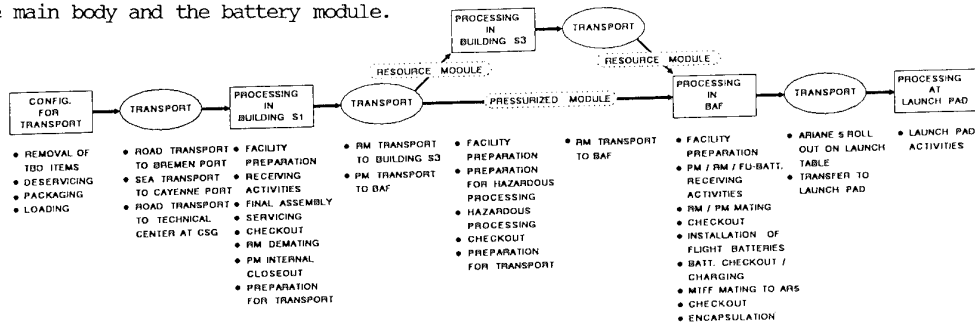 e main body and the battery module.
PROCESSING
IN
BUILDING S3
TRANSPORT
RESOURCE MODULE
RESOURCE MODULE
CONFIG.
FOR
TRANSPORT
TRANSPORT
PROCESSING
IN
BUILDING S1
TRANSPORT
PRESSURIZED MODULE
PROCESSING
IN
BAF
TRANSPORT
PROCESSING
AT
LAUNCH PAD
• REMOVAL OF
TBD ITEMS
• DESERVICING
• PACKAGING
• LOADING
• ROAD TRANSPORT
TO BREMEN PORT
• SEA TRANSPORT
TO CAYENNE PORT
• ROAD TRANSPORT
TO TECHNICAL
CENTER AT CSG
• FACILITY
PREPARATION
• RECEIVING
ACTIVITIES
• FINAL ASSEMBLY
• SERVICING
• CHECKOUT
• RM DEMATING
• PM INTERNAL
CLOSEOUT
• PREPARATION
FOR TRANSPORT
• RM TRANSPORT
TO BUILDING S3
• PM TRANSPORT
TO BAF
• FACILITY
PREPARATION
• PREPARATION
FOR HAZARDOUS
PROCESSING
• HAZARDOUS
PROCESSING
• CHECKOUT
• PREPARATION
FOR TRANSPORT
• RM TRANSPORT
TO BAF
• FACILITY
PREPARATION
• PM / RM / FU-BATT.
RECEIVING
ACTIVITIES
• RM / PM MATING
• CHECKOUT
• INSTALLATION OF
FLIGHT BATTERIES
• BATT. CHECKOUT /
CHARGING
• MTFF MATING TO AR5
• CHECKOUT
• ENCAPSULATION
• ARIANE 5 ROLL
OUT ON LAUNCH
TABLE
• TRANSFER TO
LAUNCH PAD
• LAUNCH PAD
ACTIVITIES